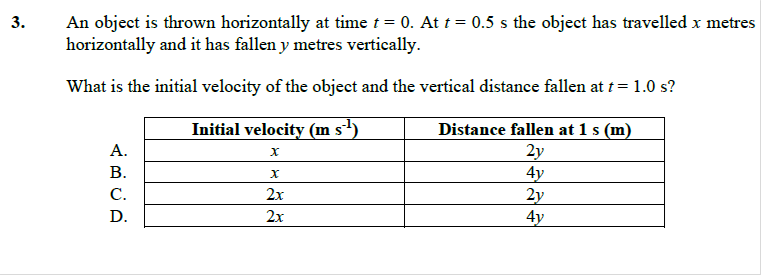 3. An object is thrown horizontally at time t = 0. At t = 0.5 s the object has travelled x metres
horizontally and it has fallen y metres vertically.
What is the initial velocity of the object and the vertical distance fallen at t = 1.0 s?
Initial velocity (m s⁻¹) Distance fallen at 1 s (m)
A. x 2y
B. x 4y
C. 2x 2y
D. 2x 4y